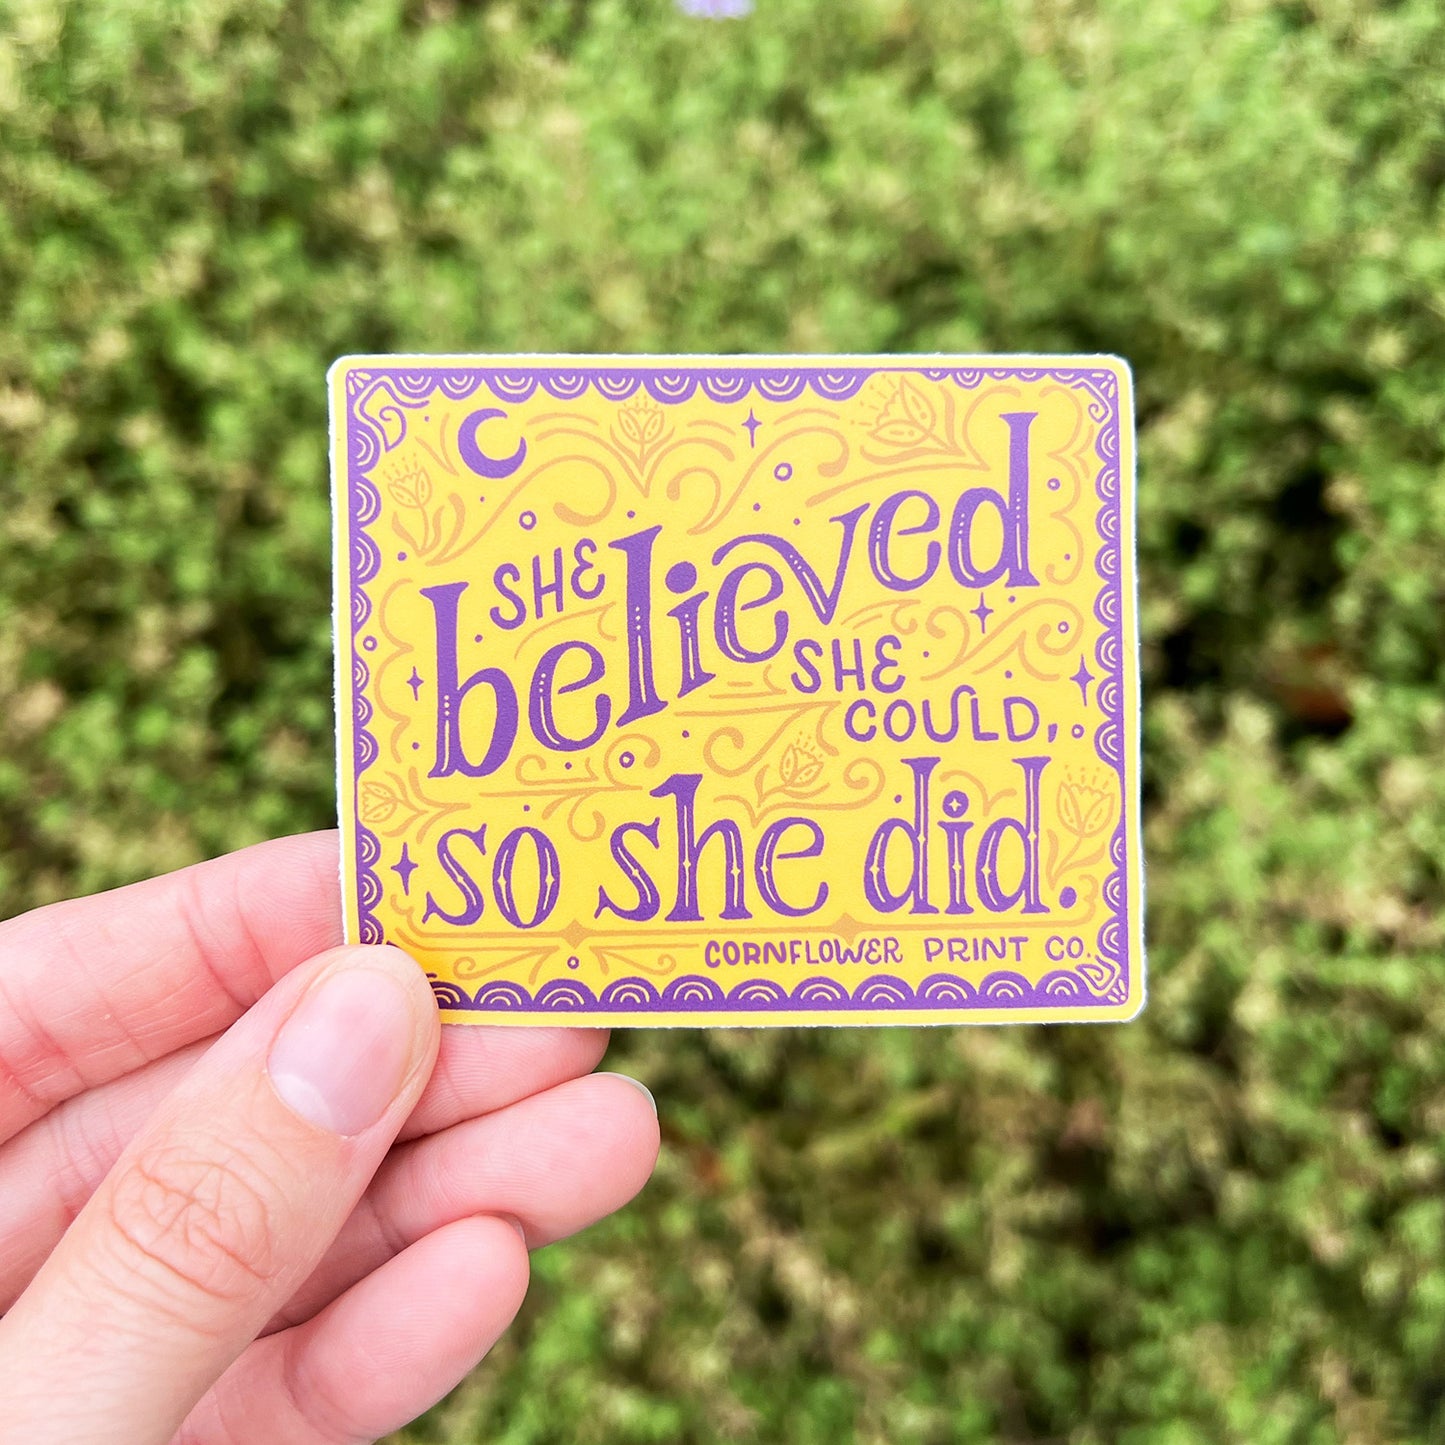 SHE
believed
SHE
COULD,
so she did.
CORNFLOWER PRINT CO.